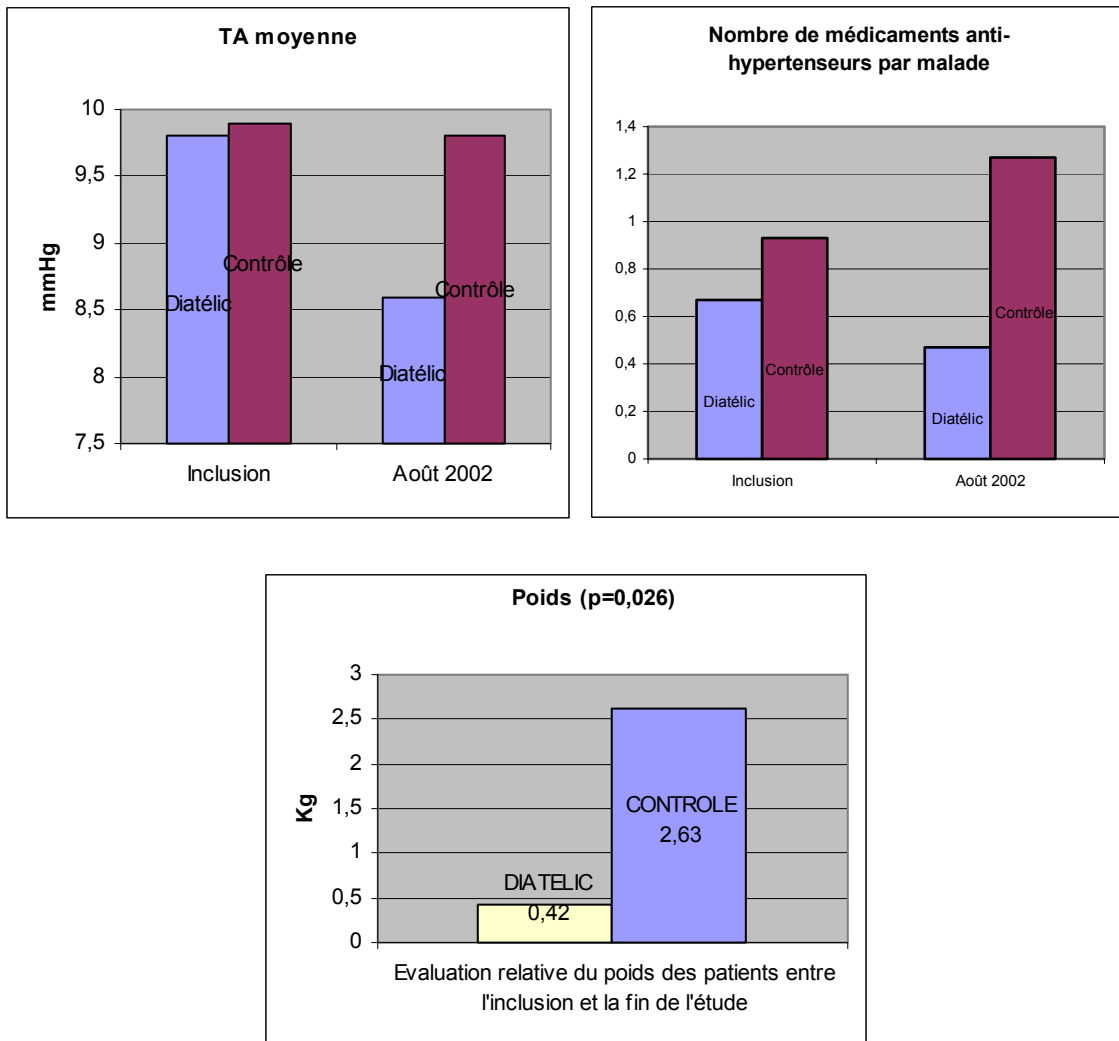 TA moyenne
mmHg
10
9,5
9
8,5
8
7,5
Diatélic
Contrôle
Diatélic
Contrôle
Inclusion
Août 2002
Nombre de médicaments anti-
hypertenseurs par malade
1,4
1,2
1
0,8
0,6
0,4
0,2
0
Diatélic
Contrôle
Diatélic
Contrôle
Inclusion
Août 2002
Poids (p=0,026)
Kg
3
2,5
2
1,5
1
0,5
0
DIATELIC
0,42
CONTROLE
2,63
Evaluation relative du poids des patients entre
l'inclusion et la fin de l'étude